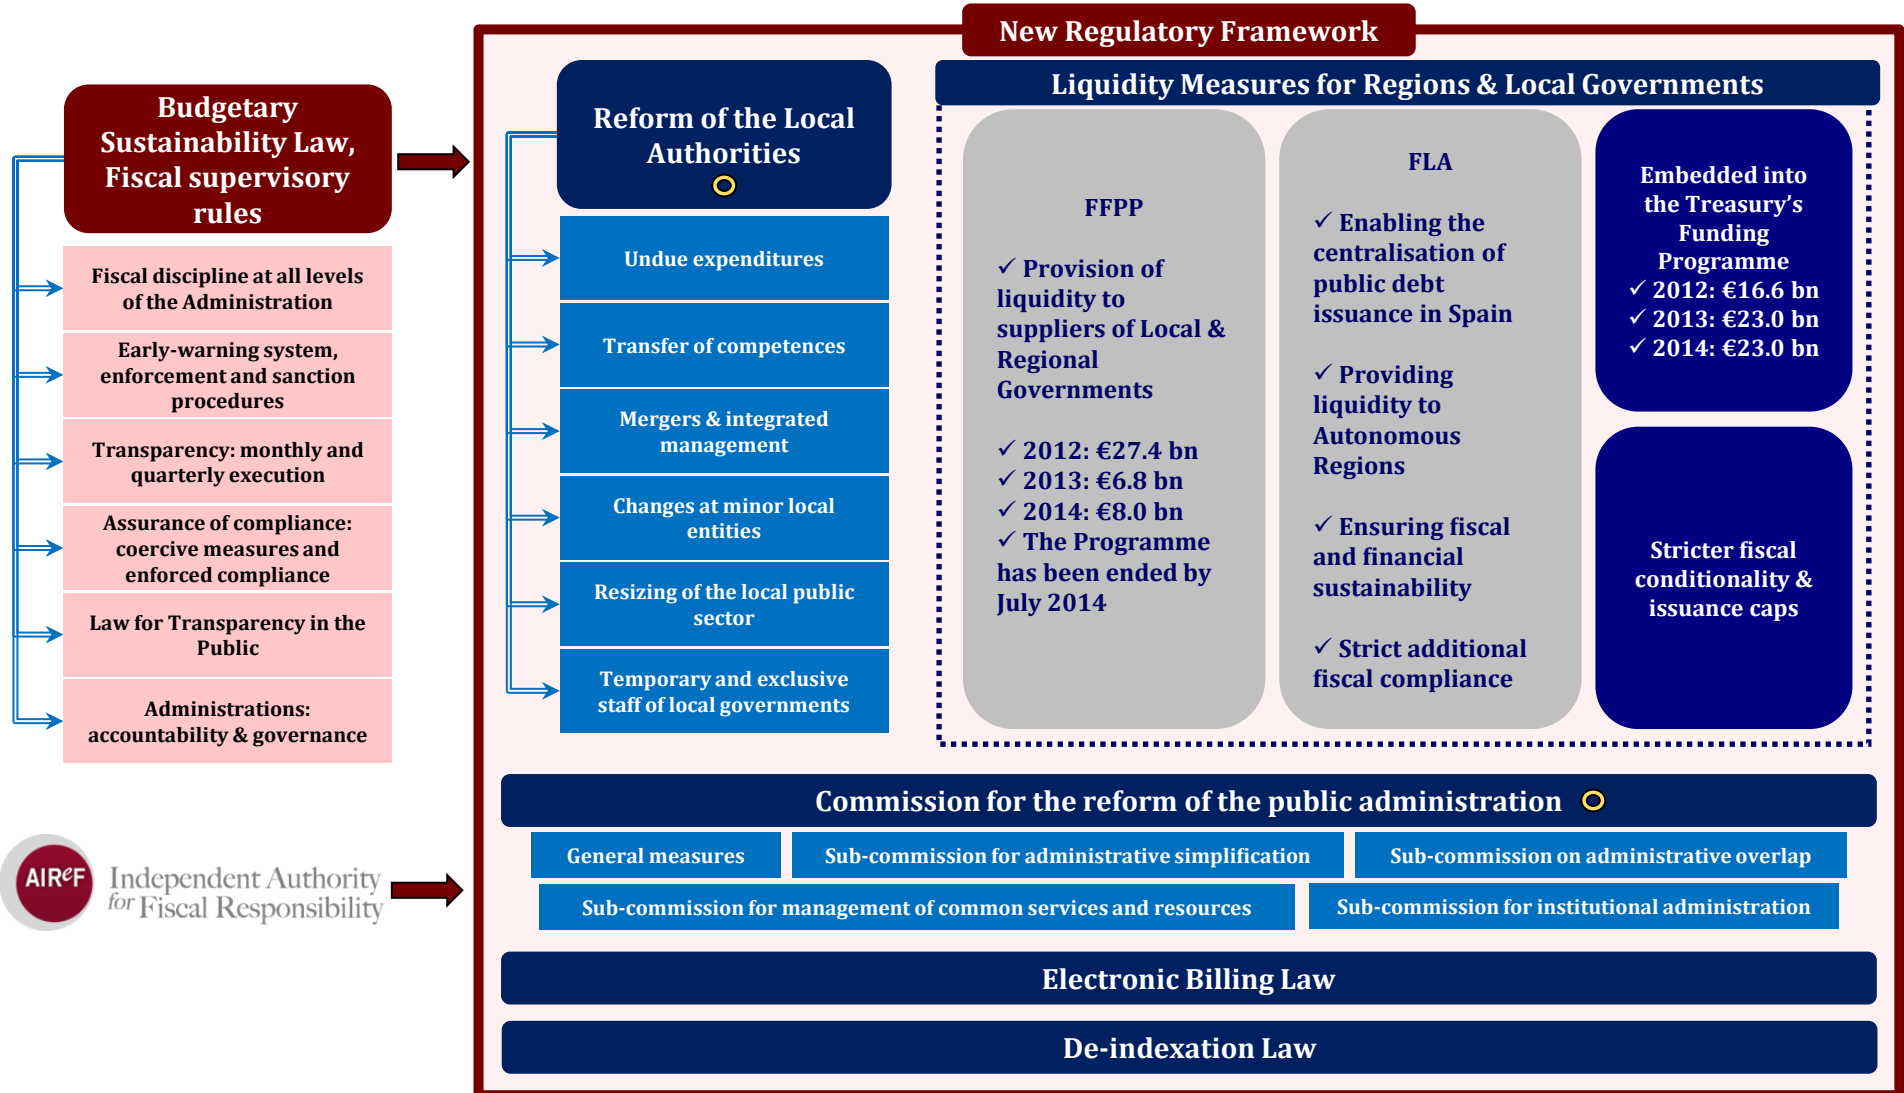 New Regulatory Framework
Budgetary
Sustainability Law,
Fiscal supervisory
rules
Fiscal discipline at all levels
of the Administration
Early-warning system,
enforcement and sanction
procedures
Transparency: monthly and
quarterly execution
Assurance of compliance:
coercive measures and
enforced compliance
Law for Transparency in the
Public
Administrations:
accountability & governance
AIReF
Independent Authority
for Fiscal Responsibility
Reform of the Local
Authorities
Undue expenditures
Transfer of competences
Mergers & integrated
management
Changes at minor local
entities
Resizing of the local public
sector
Temporary and exclusive
staff of local governments
Liquidity Measures for Regions & Local Governments
FFPP
✓ Provision of
liquidity to
suppliers of Local &
Regional
Governments
✓ 2012: €27.4 bn
✓ 2013: €6.8 bn
✓ 2014: €8.0 bn
✓ The Programme
has been ended by
July 2014
FLA
✓ Enabling the
centralisation of
public debt
issuance in Spain
✓ Providing
liquidity to
Autonomous
Regions
✓ Ensuring fiscal
and financial
sustainability
✓ Strict additional
fiscal compliance
Embedded into
the Treasury's
Funding
Programme
✓ 2012: €16.6 bn
✓ 2013: €23.0 bn
✓ 2014: €23.0 bn
Stricter fiscal
conditionality &
issuance caps
Commission for the reform of the public administration
General measures
Sub-commission for administrative simplification
Sub-commission on administrative overlap
Sub-commission for management of common services and resources
Sub-commission for institutional administration
Electronic Billing Law
De-indexation Law